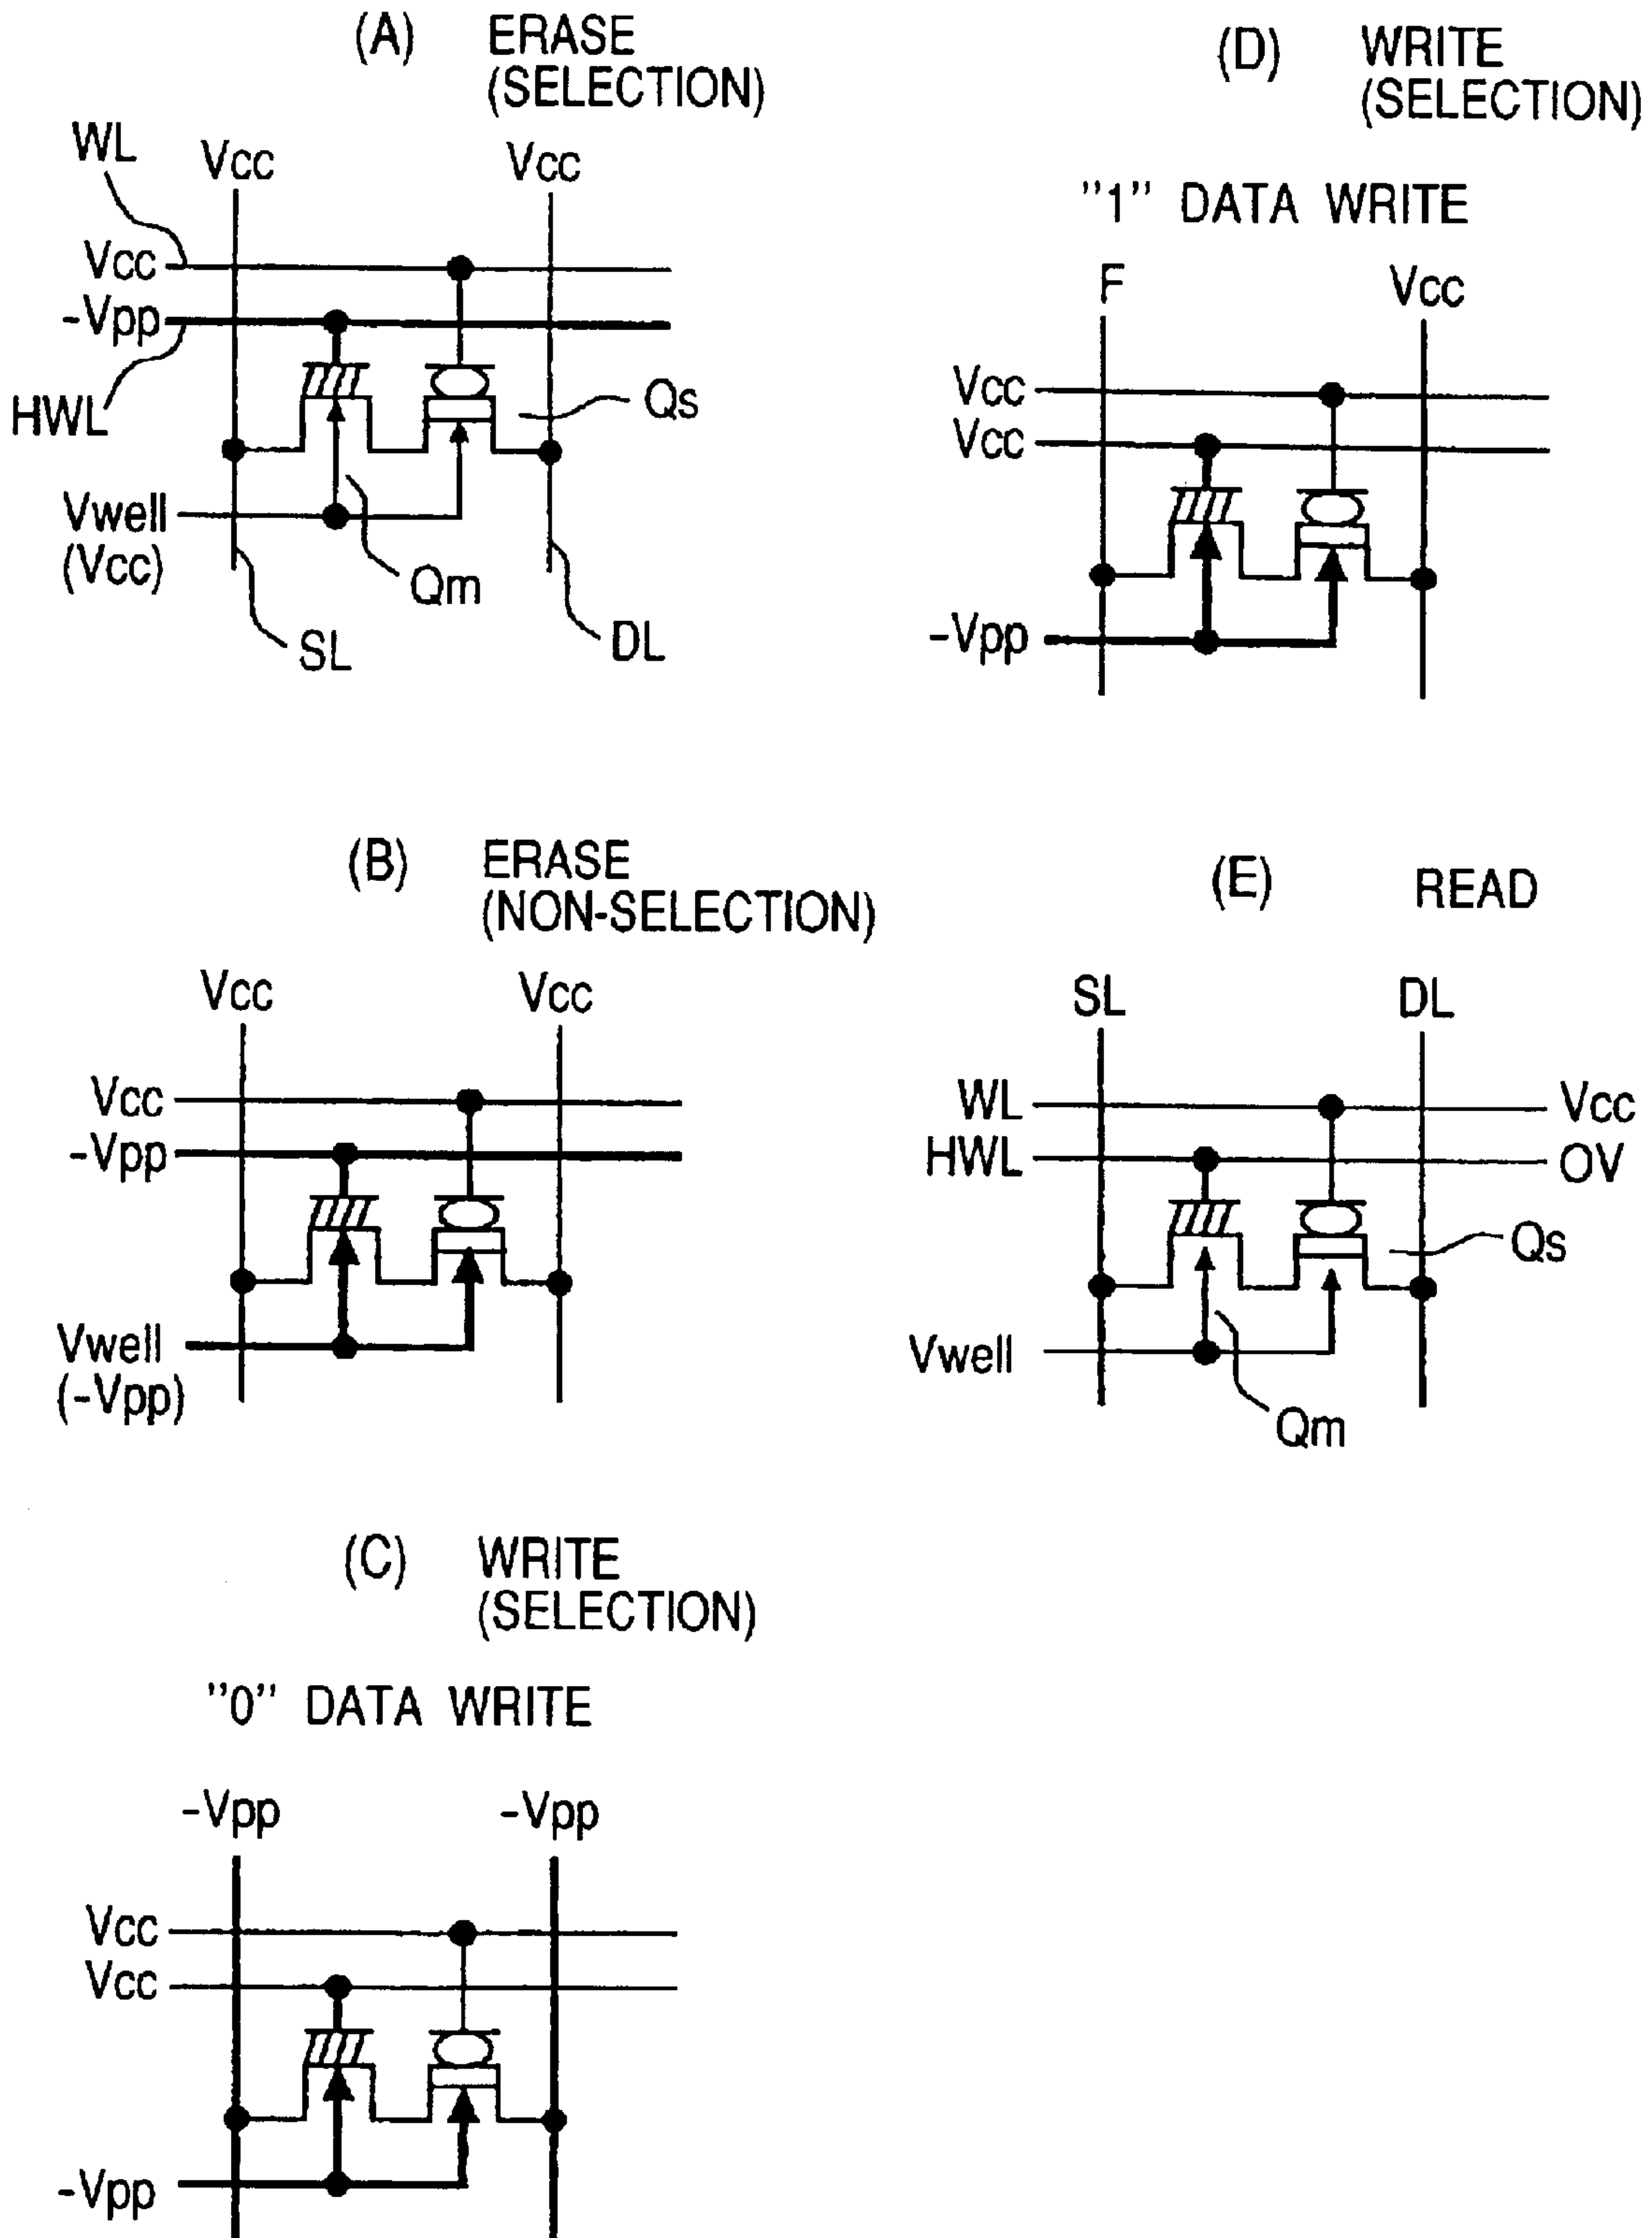 (A) ERASE
(SELECTION)
WL
Vcc
Vcc
Vcc
-Vpp
HWL
Qs
Vwell
(Vcc)
Qm
SL
DL
(B) ERASE
(NON-SELECTION)
Vcc
Vcc
Vcc
-Vpp
Vwell
(-Vpp)
(C) WRITE
(SELECTION)
"0" DATA WRITE
-Vpp
-Vpp
Vcc
Vcc
-Vpp
(D) WRITE
(SELECTION)
"1" DATA WRITE
F
Vcc
Vcc
Vcc
-Vpp
(E) READ
SL
DL
WL
Vcc
HWL
OV
Qs
Vwell
Qm